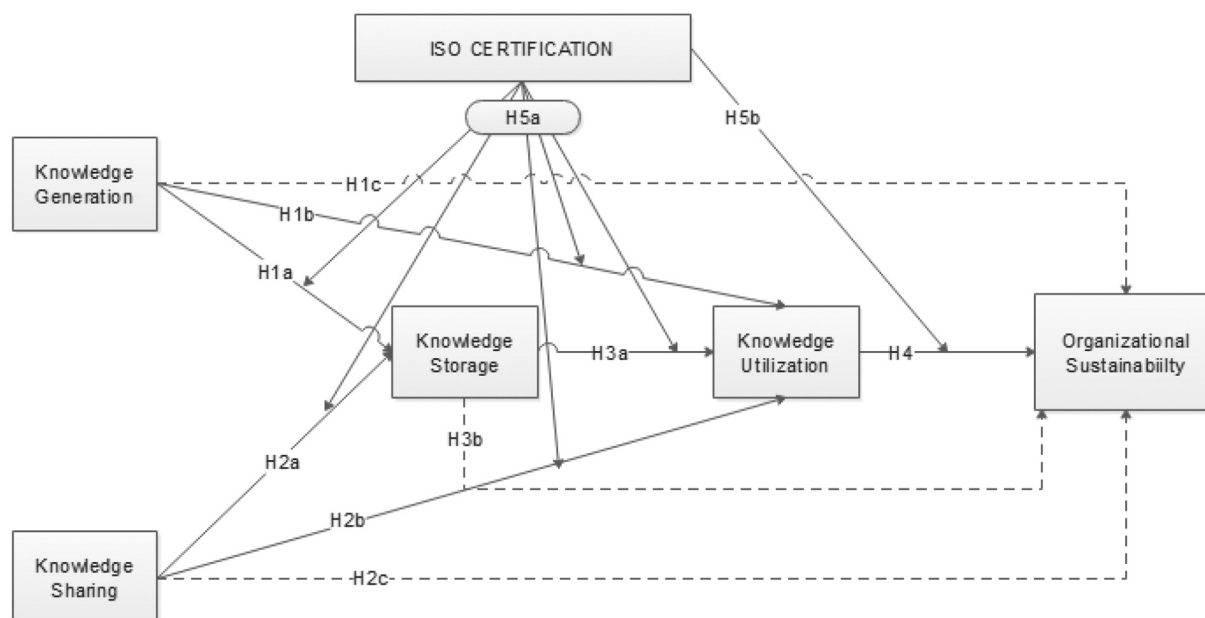 ISO CERTIFICATION
H5a
H5b
Knowledge
Generation
H1c
H1b
H1a
Knowledge
Storage
H3a
Knowledge
Utilization
H4
Organizational
Sustainabiilty
H3b
H2a
H2b
Knowledge
Sharing
H2c